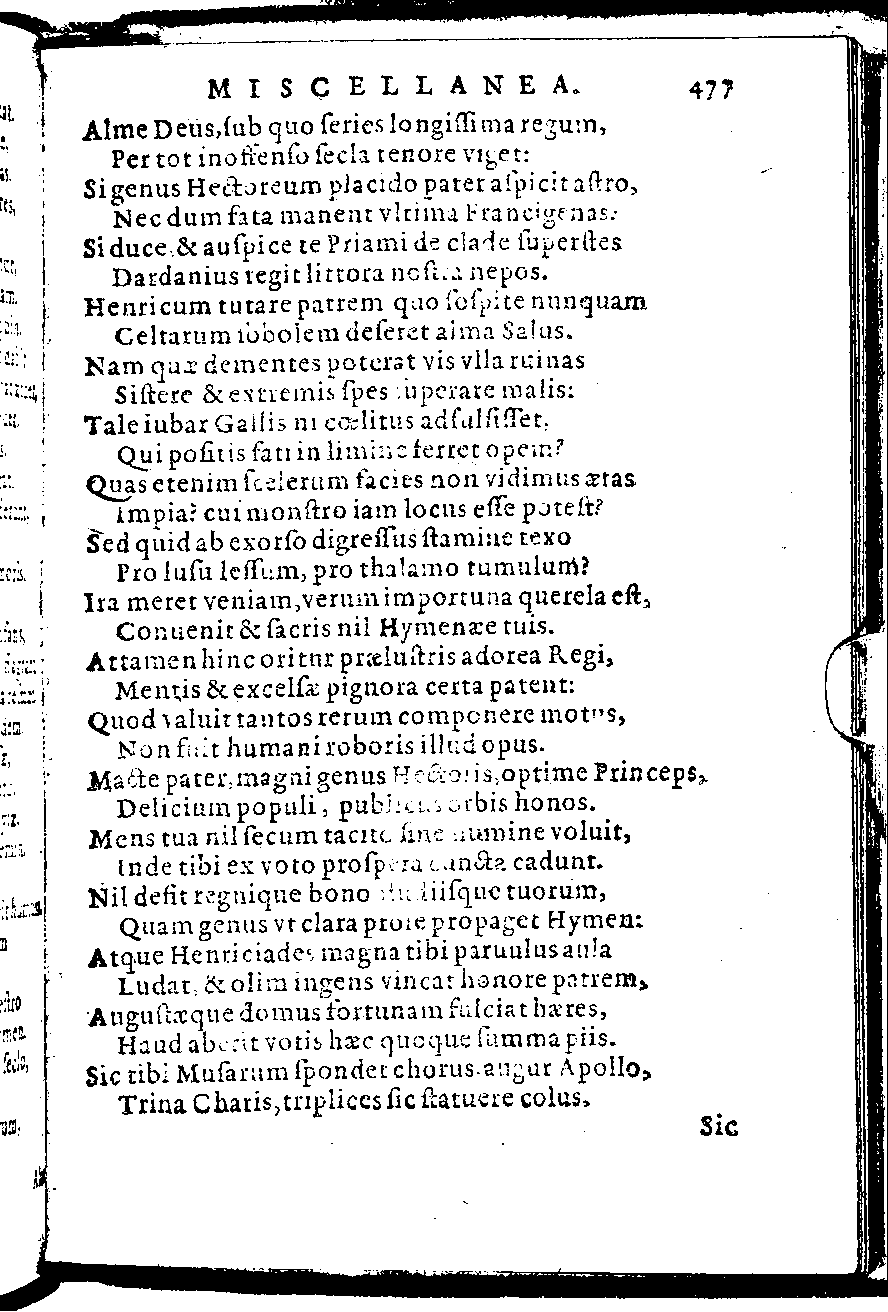 MISCELLANEA. 477
Alme Deus, ſub quo ſeries longiſſima regum,
Per tot inoffenſo ſecla tenore viget:
Si genus Hectoreum placido pater aſpicit aſtro,
Nec dum fata manent vltima Francigenas:
Si duce, & auſpice te Priami de clade ſuperſtes
Dardanius regit littora noſtra nepos.
Henricum tutare patrem quo ſoſpite nunquam
Celtarum ſobolem deſeret alma Salus.
Nam quæ dementes poterat vis vlla ruinas
Siſtere & extremis ſpes ſuperare malis:
Tale iubar Gallis ni cœlitus adfulſiſſet,
Qui poſitis fati in limine ferret opem?
Quas etenim ſcelerum facies non vidimus ætas
Impia? cui monſtro iam locus eſſe poteſt?
Sed quid ab exorſo digreſſus ſtamine texo
Pro luſu leſſum, pro thalamo tumulum?
Ira meret veniam, verum importuna querela eſt,
Conuenit & ſacris nil Hymenæe tuis.
Attamen hinc oritur præluſtris adorea Regi,
Mentis & excelſæ pignora certa patent:
Quod valuit tantos rerum componere motus,
Non fuit humani roboris illud opus.
Macte pater, magni genus Hectoris, optime Princeps,
Delicium populi, publicus orbis honos.
Mens tua nil ſecum tacito ſine numine voluit,
Inde tibi ex voto proſpera cuncta cadunt.
Nil deſit regnique bono ſtudiiſque tuorum,
Quam genus vt clara prole propaget Hymen:
Atque Henriciades magna tibi paruulus aula
Ludat, & olim ingens vincat honore patrem,
Auguſtæque domus fortunam fulciat hæres,
Haud aberit votis hæc quoque ſumma piis.
Sic tibi Muſarum ſpondet chorus, augur Apollo,
Trina Charis, triplices ſic ſtatuere colus.
Sic